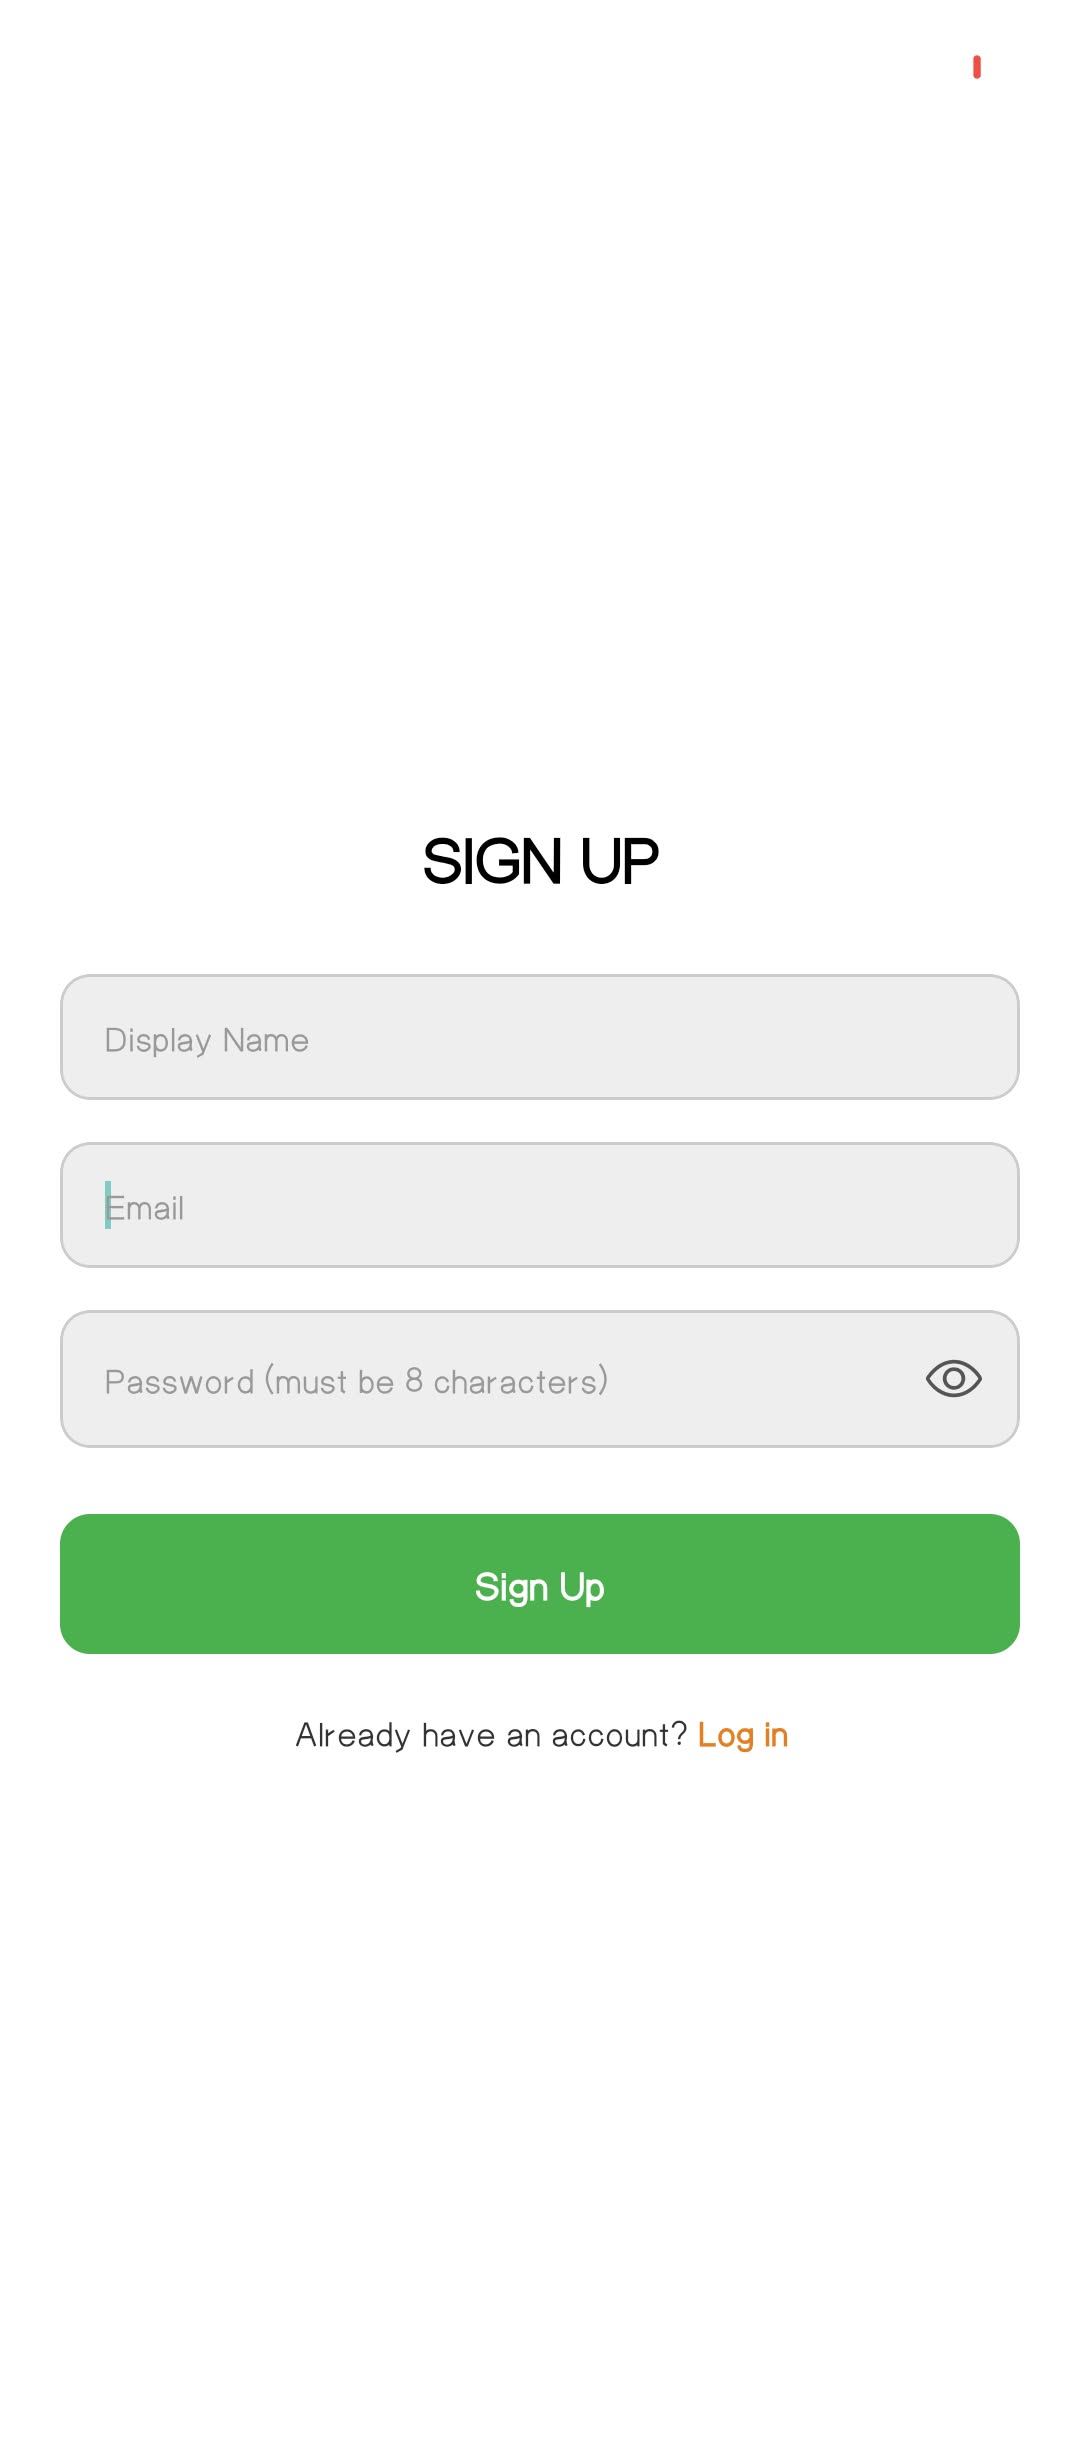 SIGN UP
Display Name
Email
Password (must be 8 characters)
Sign Up
Already have an account? Log in